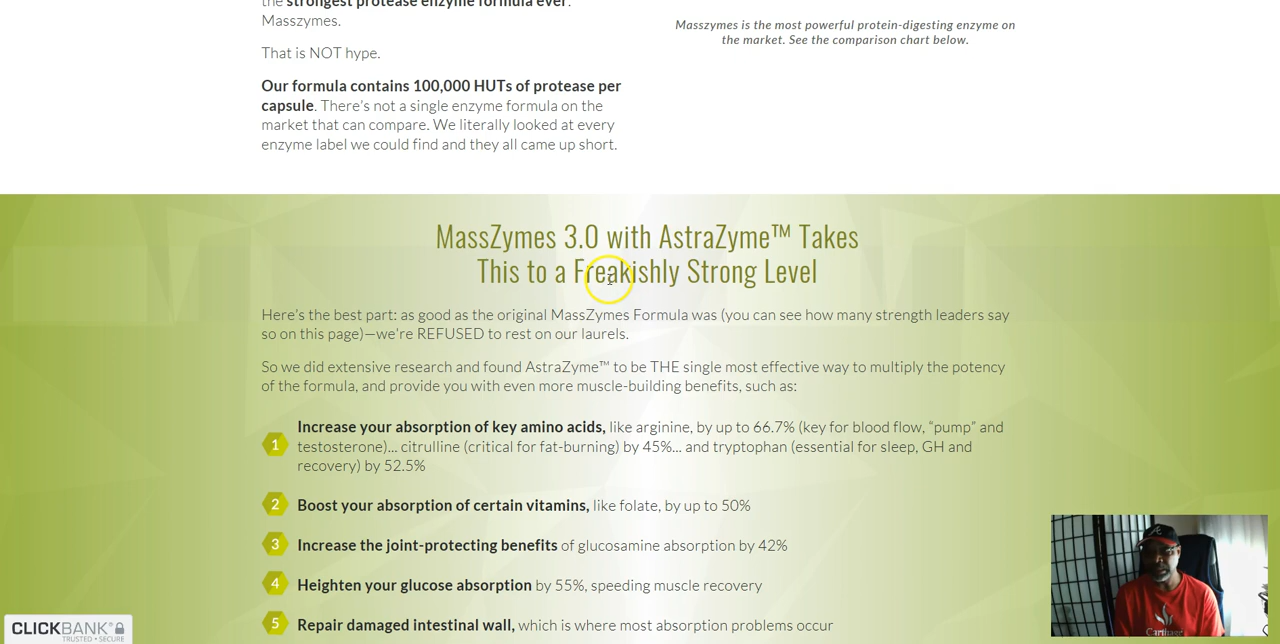 the strongest protease enzyme formula ever.
Masszymes.
That is NOT hype.
Our formula contains 100,000 HUTs of protease per
capsule. There's not a single enzyme formula on the
market that can compare. We literally looked at every
enzyme label we could find and they all came up short.
Masszymes is the most powerful protein-digesting enzyme on
the market. See the comparison chart below.
MassZymes 3.0 with AstraZyme™ Takes
This to a Freakishly Strong Level
Here's the best part: as good as the original MassZymes Formula was (you can see how many strength leaders say
so on this page)—we're REFUSED to rest on our laurels.
So we did extensive research and found AstraZyme™ to be THE single most effective way to multiply the potency
of the formula, and provide you with even more muscle-building benefits, such as:
1 Increase your absorption of key amino acids, like arginine, by up to 66.7% (key for blood flow, "pump" and
testosterone)... citrulline (critical for fat-burning) by 45%... and tryptophan (essential for sleep, GH and
recovery) by 52.5%
2 Boost your absorption of certain vitamins, like folate, by up to 50%
3 Increase the joint-protecting benefits of glucosamine absorption by 42%
4 Heighten your glucose absorption by 55%, speeding muscle recovery
5 Repair damaged intestinal wall, which is where most absorption problems occur
CLICKBANK®
TRUSTED • SECURE
Carthage